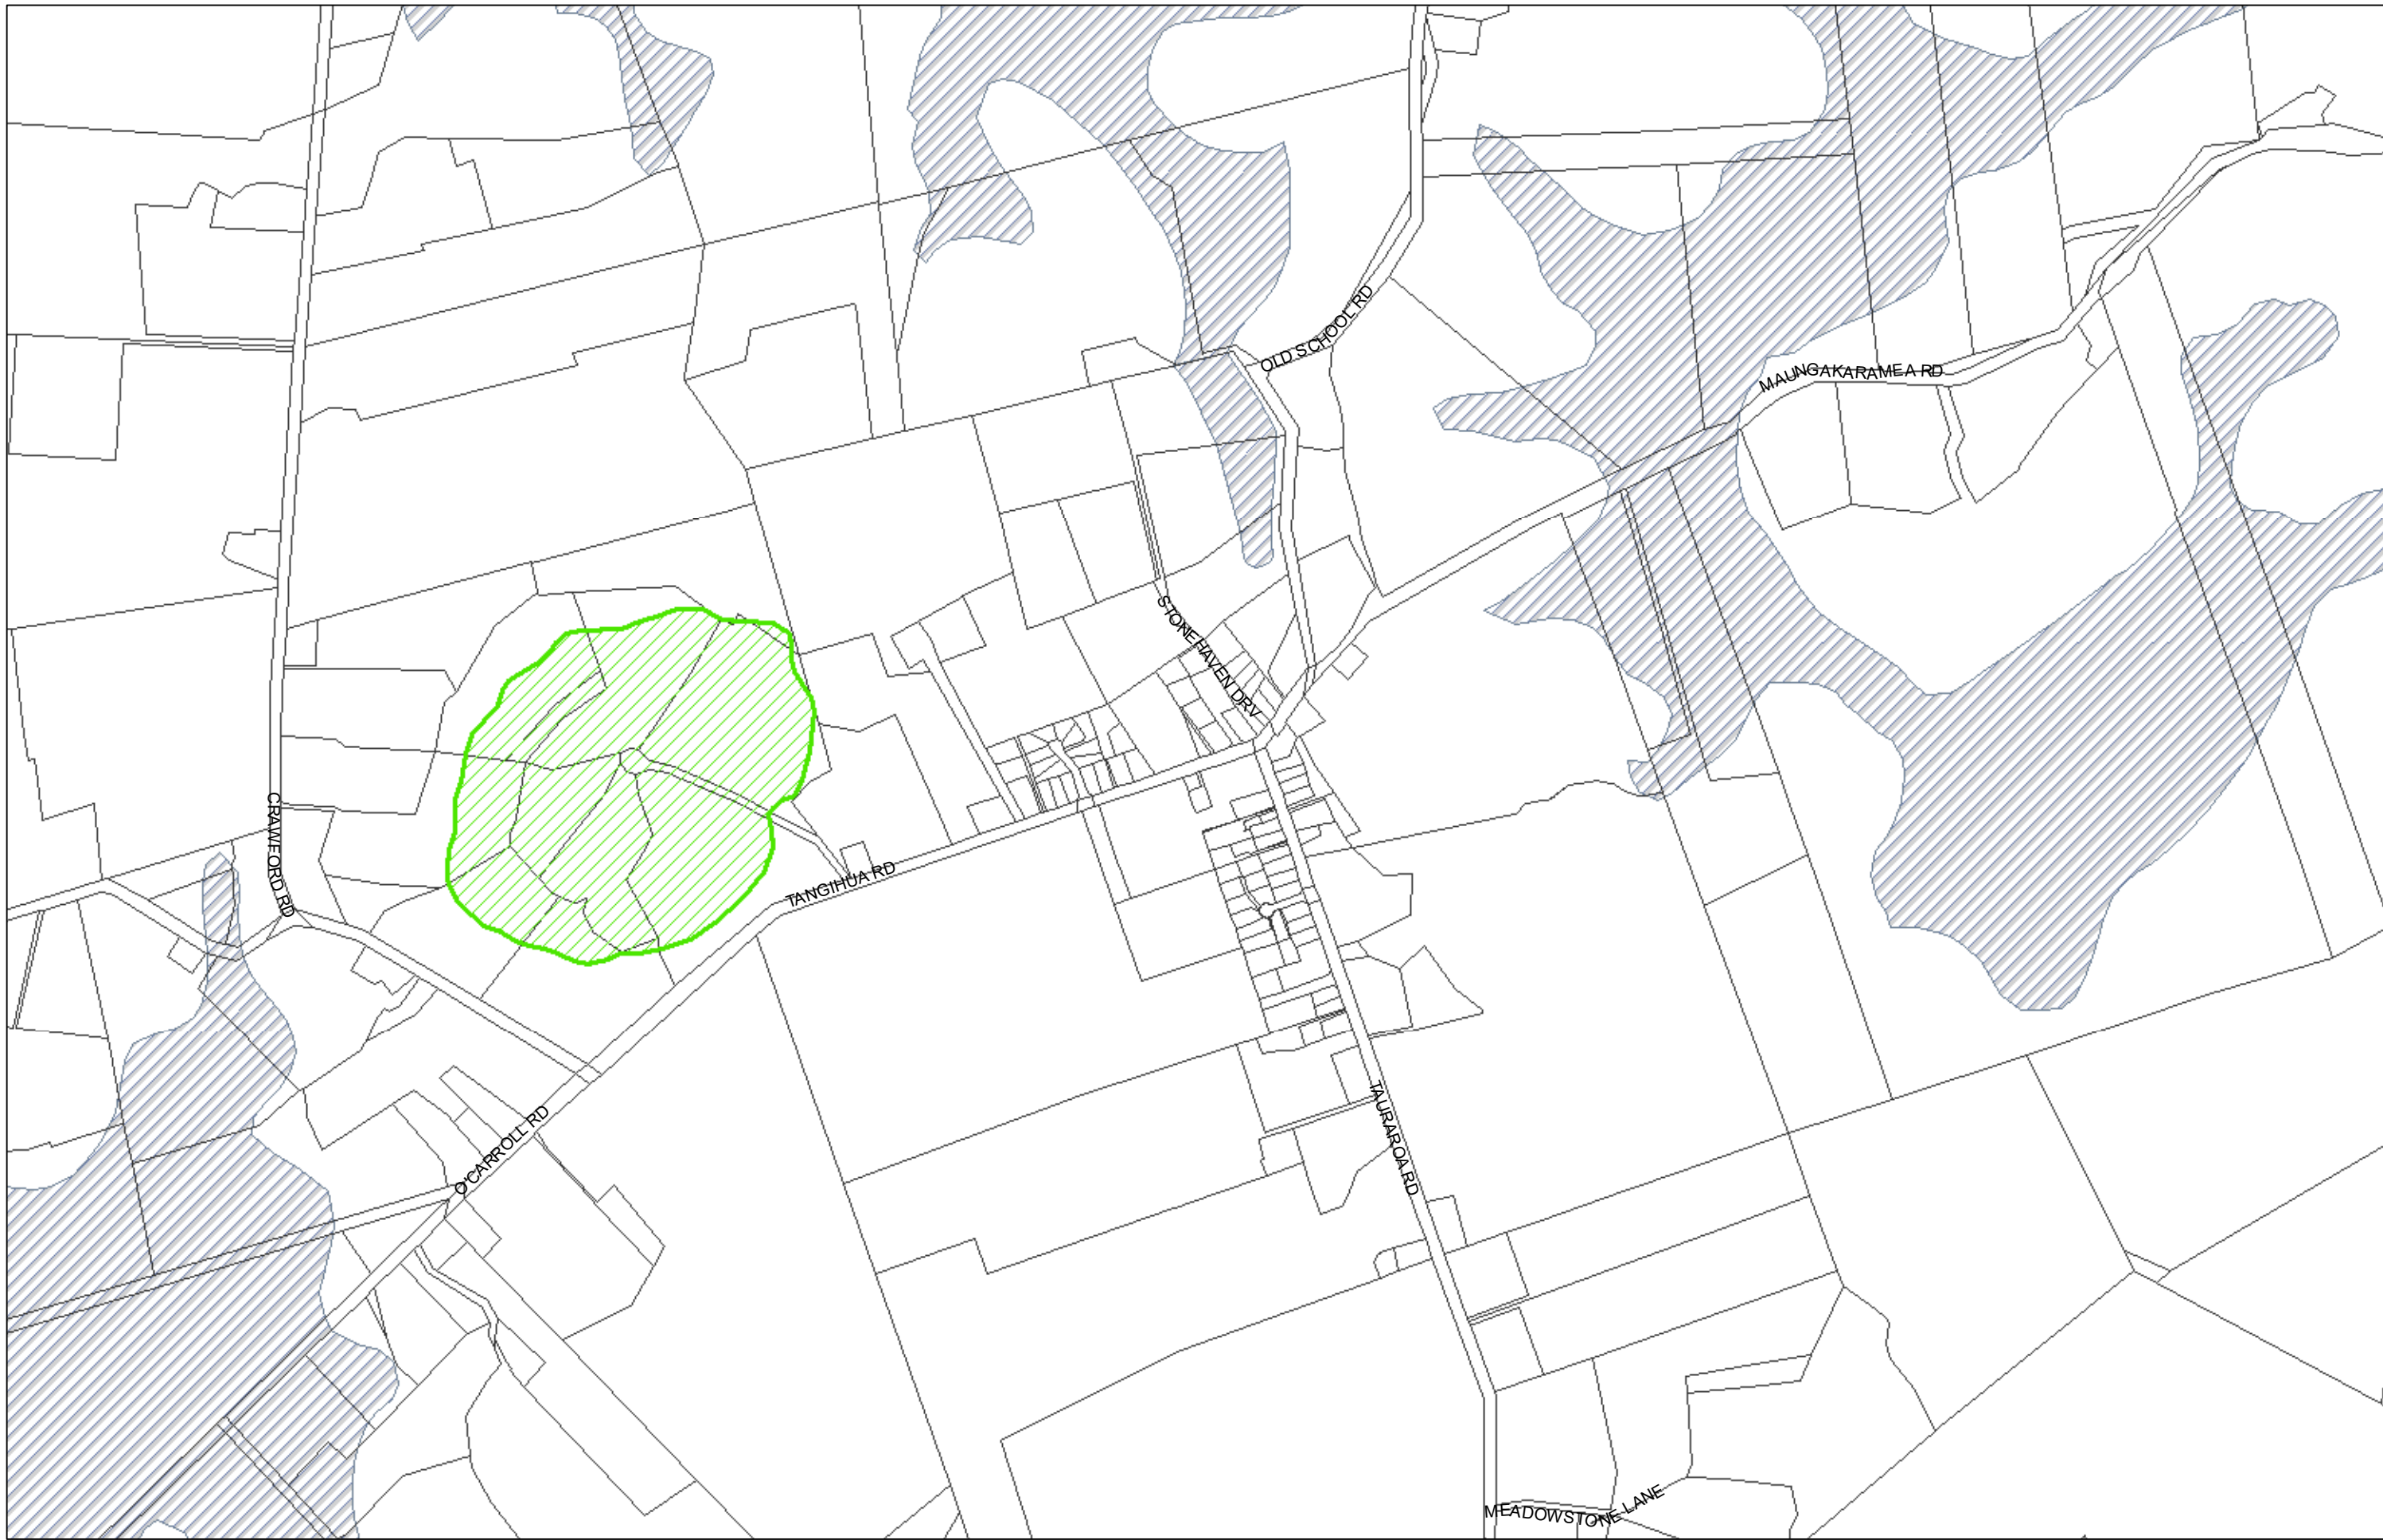 OLD SCHOOL RD
MAUNGAKARAMEA RD
STONEHAVEN DRV
CRAWFORD RD
TANGIHUA RD
O'CARROLL RD
TAURAROA RD
MEADOWSTONE LANE